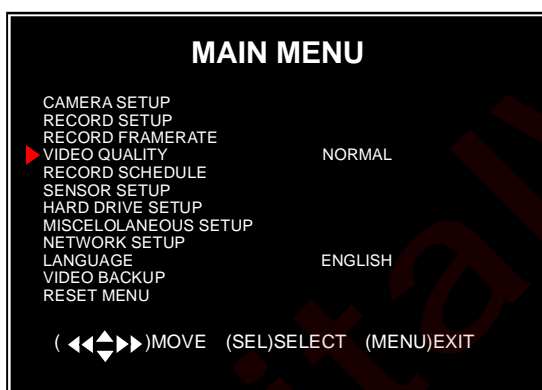 MAIN MENU
CAMERA SETUP
RECORD SETUP
RECORD FRAMERATE
VIDEO QUALITY NORMAL
RECORD SCHEDULE
SENSOR SETUP
HARD DRIVE SETUP
MISCELOLANEOUS SETUP
NETWORK SETUP
LANGUAGE ENGLISH
VIDEO BACKUP
RESET MENU
( )MOVE (SEL)SELECT (MENU)EXIT